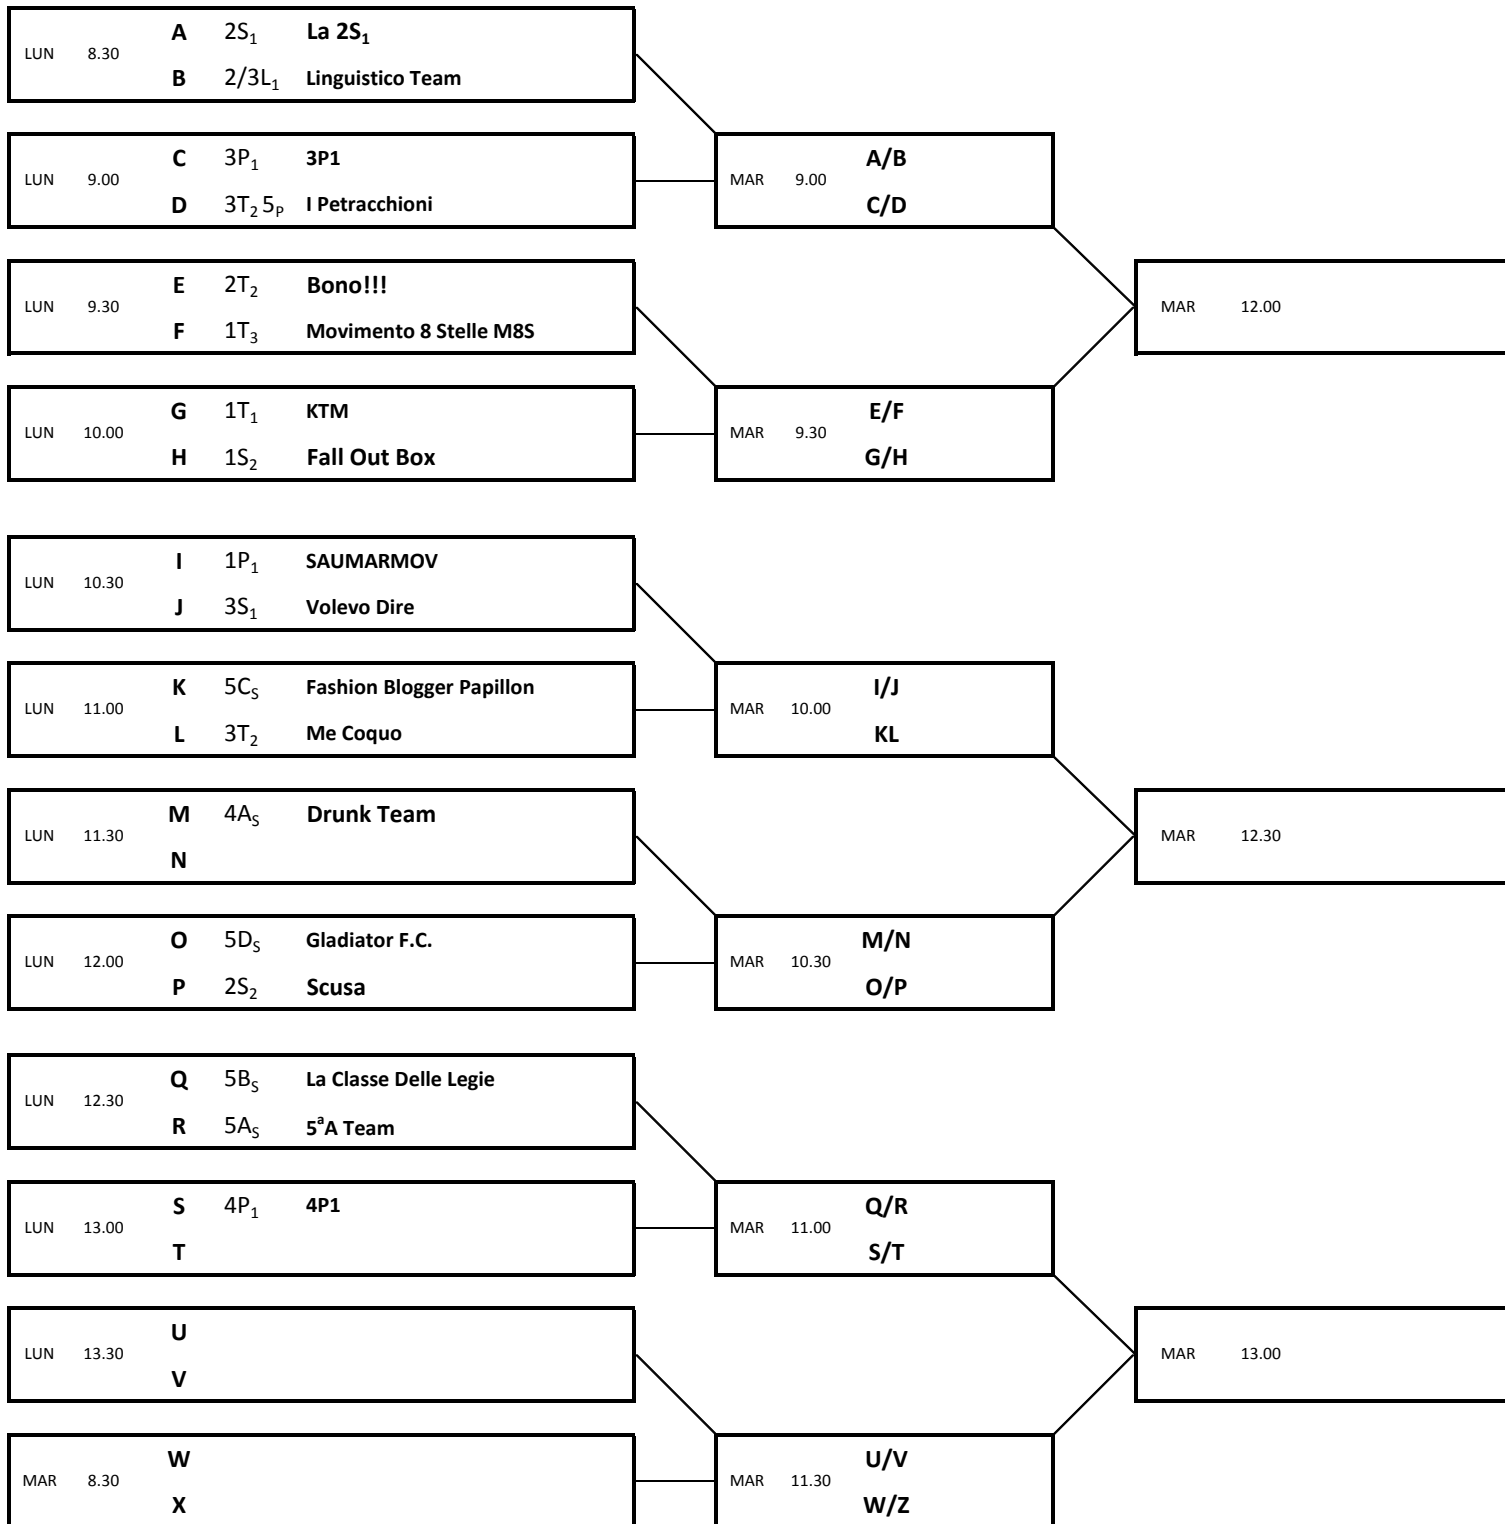 LUN 8.30
A 2S₁ La 2S₁
B 2/3L₁ Linguistico Team
LUN 9.00
C 3P₁ 3P1
D 3T₂ 5ₚ I Petracchioni
MAR 9.00
A/B
C/D
LUN 9.30
E 2T₂ Bono!!!
F 1T₃ Movimento 8 Stelle M8S
MAR 12.00
LUN 10.00
G 1T₁ KTM
H 1S₂ Fall Out Box
MAR 9.30
E/F
G/H
LUN 10.30
I 1P₁ SAUMARMOV
J 3S₁ Volevo Dire
LUN 11.00
K 5Cₛ Fashion Blogger Papillon
L 3T₂ Me Coquo
MAR 10.00
I/J
KL
LUN 11.30
M 4Aₛ Drunk Team
N
MAR 12.30
LUN 12.00
O 5Dₛ Gladiator F.C.
P 2S₂ Scusa
MAR 10.30
M/N
O/P
LUN 12.30
Q 5Bₛ La Classe Delle Legie
R 5Aₛ 5ªA Team
LUN 13.00
S 4P₁ 4P1
T
MAR 11.00
Q/R
S/T
LUN 13.30
U
V
MAR 13.00
MAR 8.30
W
X
MAR 11.30
U/V
W/Z